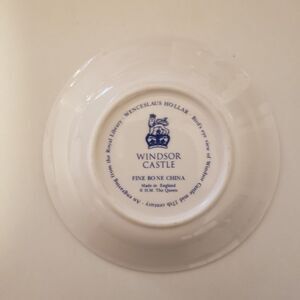 An engraving from the Royal Library · WENCESLAUS HOLLAR · Bird's eye view of Windsor Castle mid 17th century ·
WINDSOR
CASTLE
FINE BONE CHINA
Made in England
© H.M. The Queen